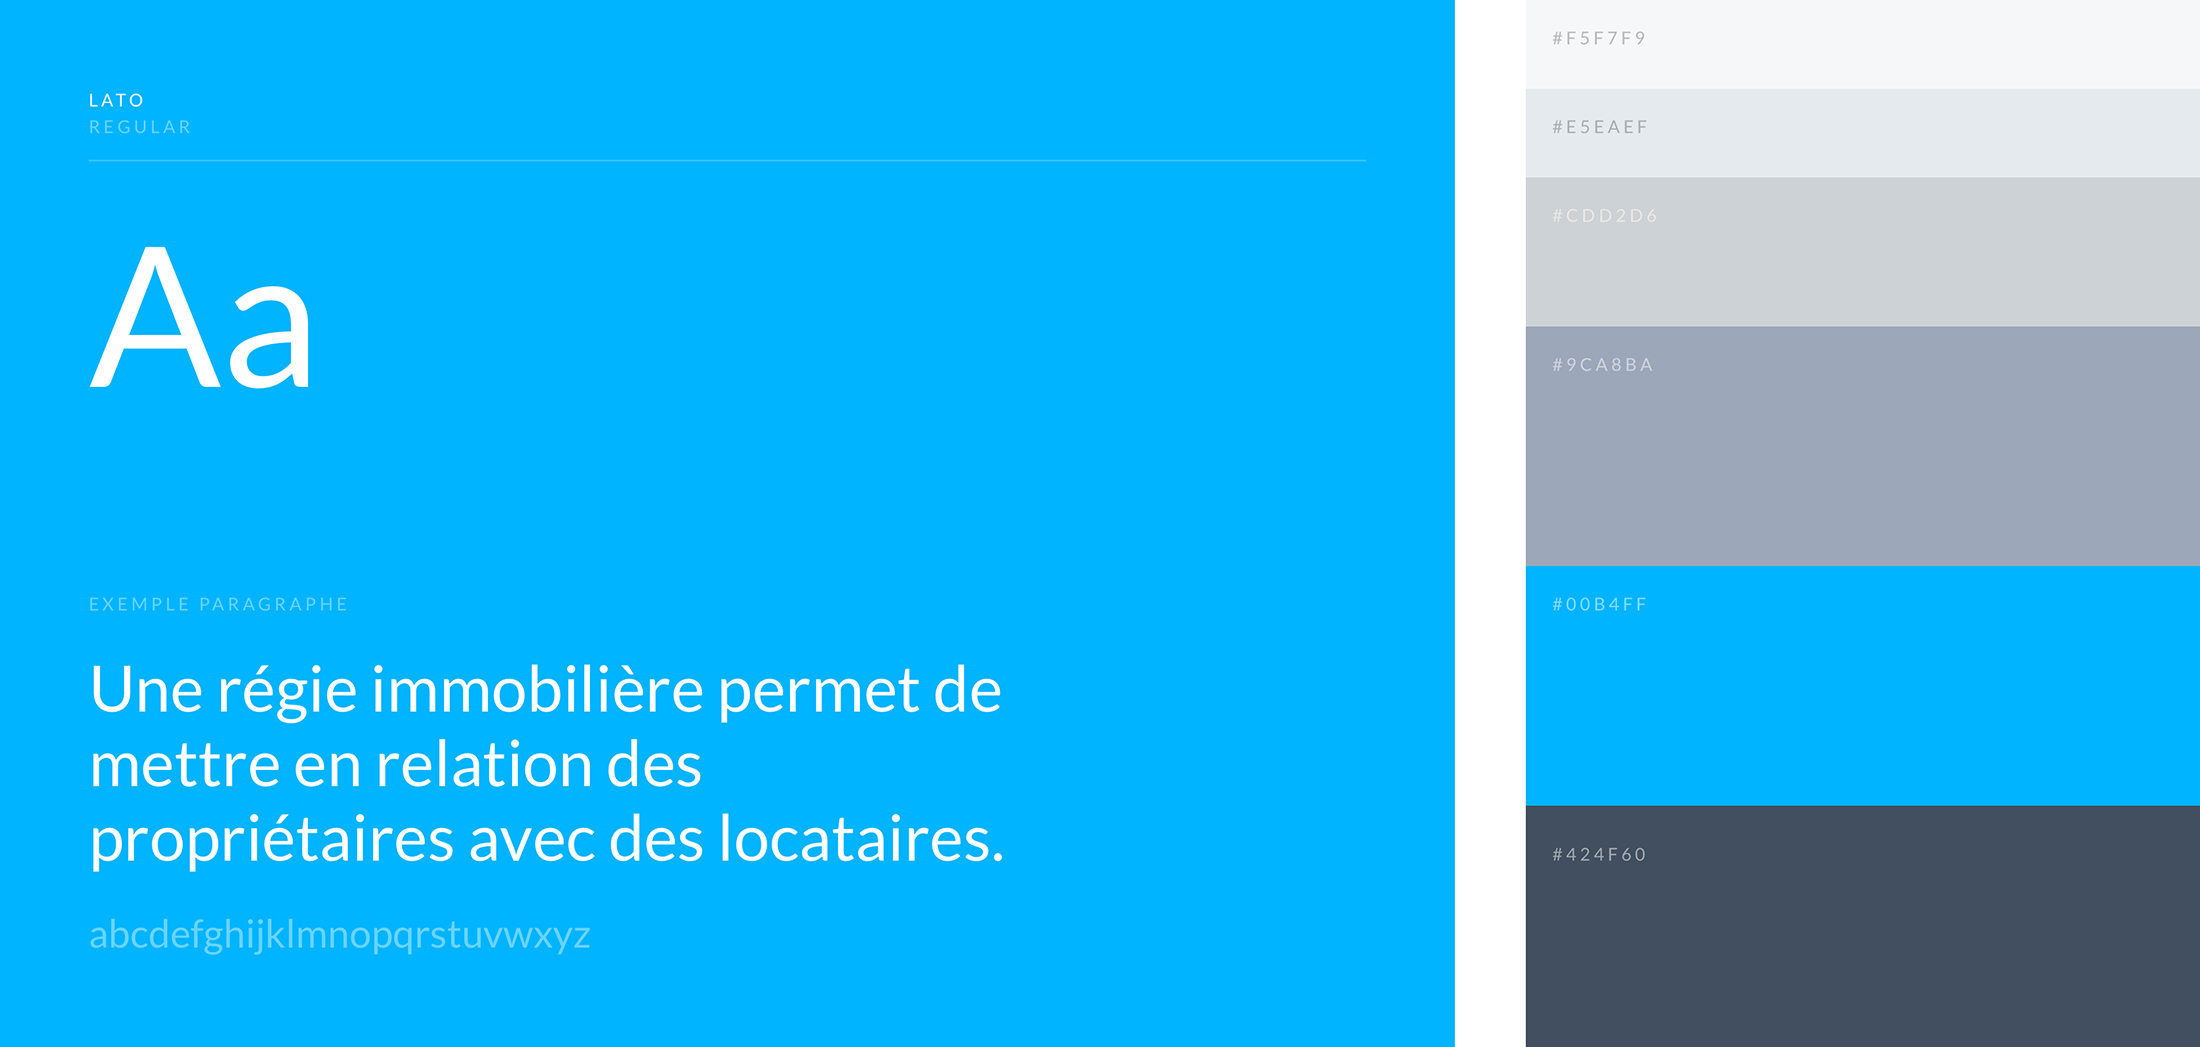 LATO
REGULAR
Aa
EXEMPLE PARAGRAPHE
Une régie immobilière permet de
mettre en relation des
propriétaires avec des locataires.
abcdefghijklmnopqrstuvwxyz
#F5F7F9
#E5EAEF
#CDD2D6
#9CA8BA
#00B4FF
#424F60